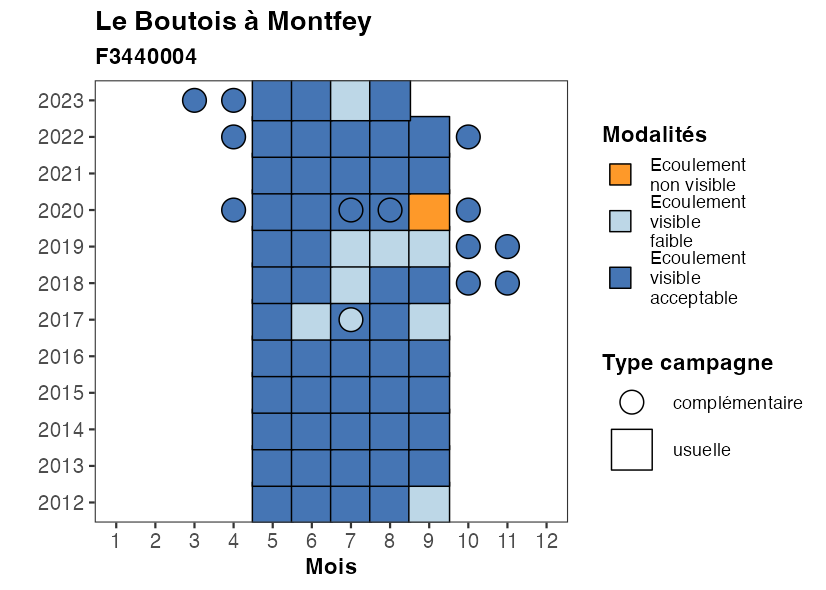 Le Boutois à Montfey
F3440004
2023
2022
2021
2020
2019
2018
2017
2016
2015
2014
2013
2012
1 2 3 4 5 6 7 8 9 10 11 12
Mois
Modalités
Ecoulement
non visible
Ecoulement
visible
faible
Ecoulement
visible
acceptable
Type campagne
complémentaire
usuelle